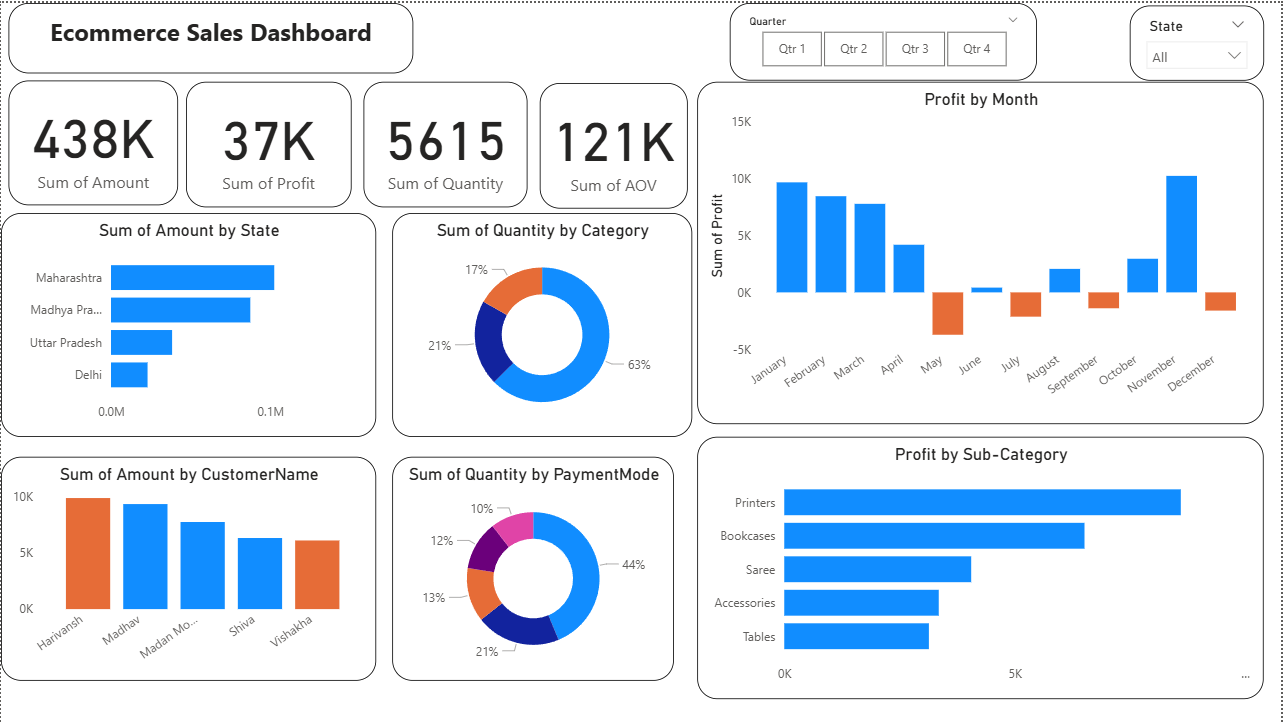 Ecommerce Sales Dashboard
Quarter
Qtr 1 Qtr 2 Qtr 3 Qtr 4
State
All
438K
Sum of Amount
37K
Sum of Profit
5615
Sum of Quantity
121K
Sum of AOV
Profit by Month
Sum of Profit
15K
10K
5K
0K
-5K
January February March April May June July August September October November December
Sum of Amount by State
Maharashtra
Madhya Pra...
Uttar Pradesh
Delhi
0.0M 0.1M
Sum of Quantity by Category
17%
21%
63%
Sum of Amount by CustomerName
10K
5K
0K
Harivansh Madhav Madan Mo... Shiva Vishakha
Sum of Quantity by PaymentMode
10%
12%
44%
13%
21%
Profit by Sub-Category
Printers
Bookcases
Saree
Accessories
Tables
0K 5K ...